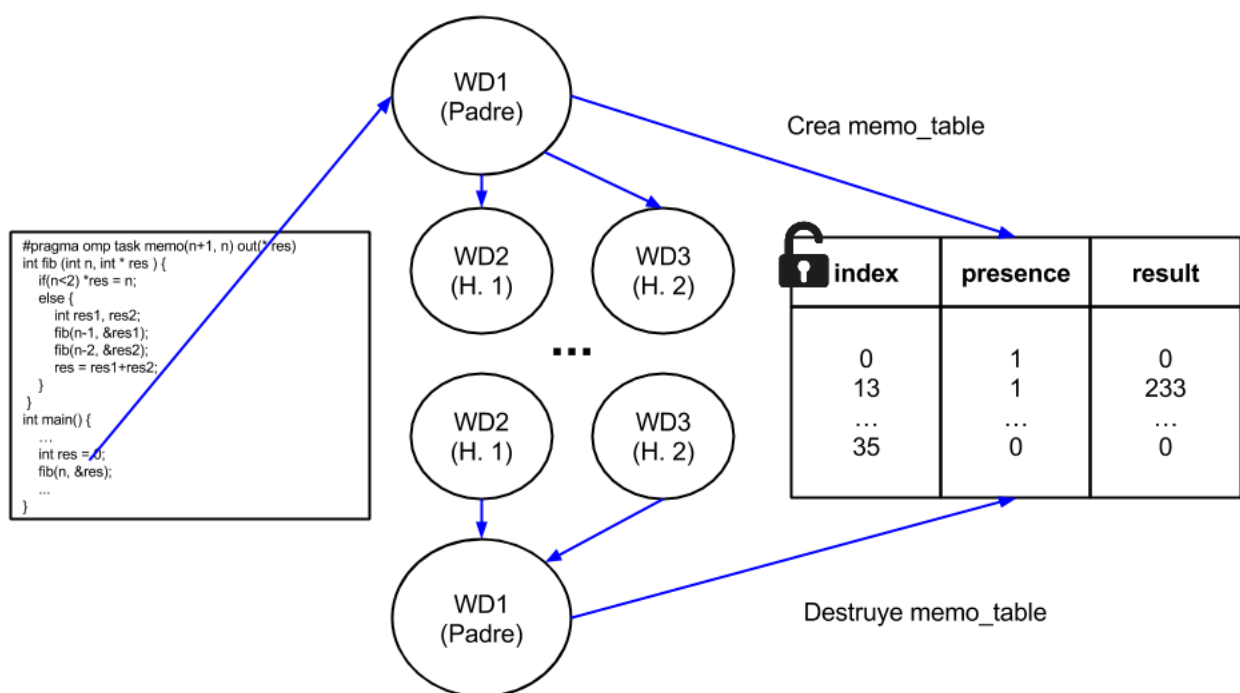 WD1
(Padre)
Crea memo_table
#pragma omp task memo(n+1, n) out(* res)
int fib (int n, int * res ) {
if(n<2) *res = n;
else {
int res1, res2;
fib(n-1, &res1);
fib(n-2, &res2);
res = res1+res2;
}
}
int main() {
...
int res = 0;
fib(n, &res);
...
}
WD2
(H. 1)
WD3
(H. 2)
...
WD2
(H. 1)
WD3
(H. 2)
index presence result
0 1 0
13 1 233
... ... ...
35 0 0
WD1
(Padre)
Destruye memo_table